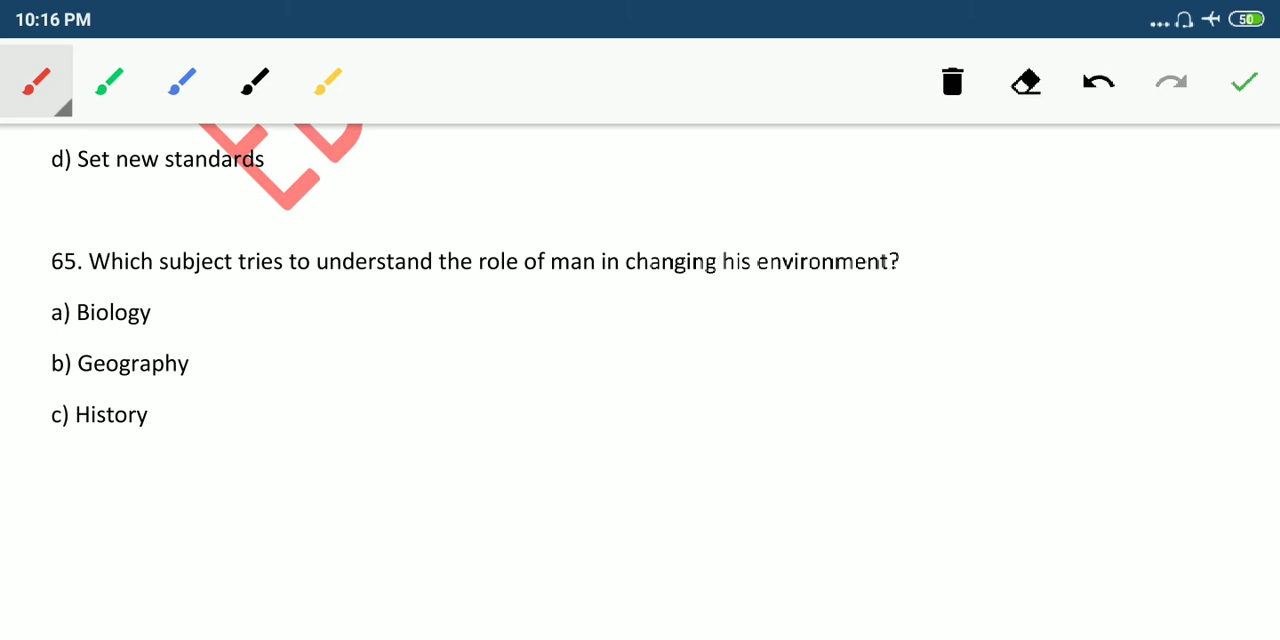 10:16 PM
50
d) Set new standards
65. Which subject tries to understand the role of man in changing his environment?
a) Biology
b) Geography
c) History